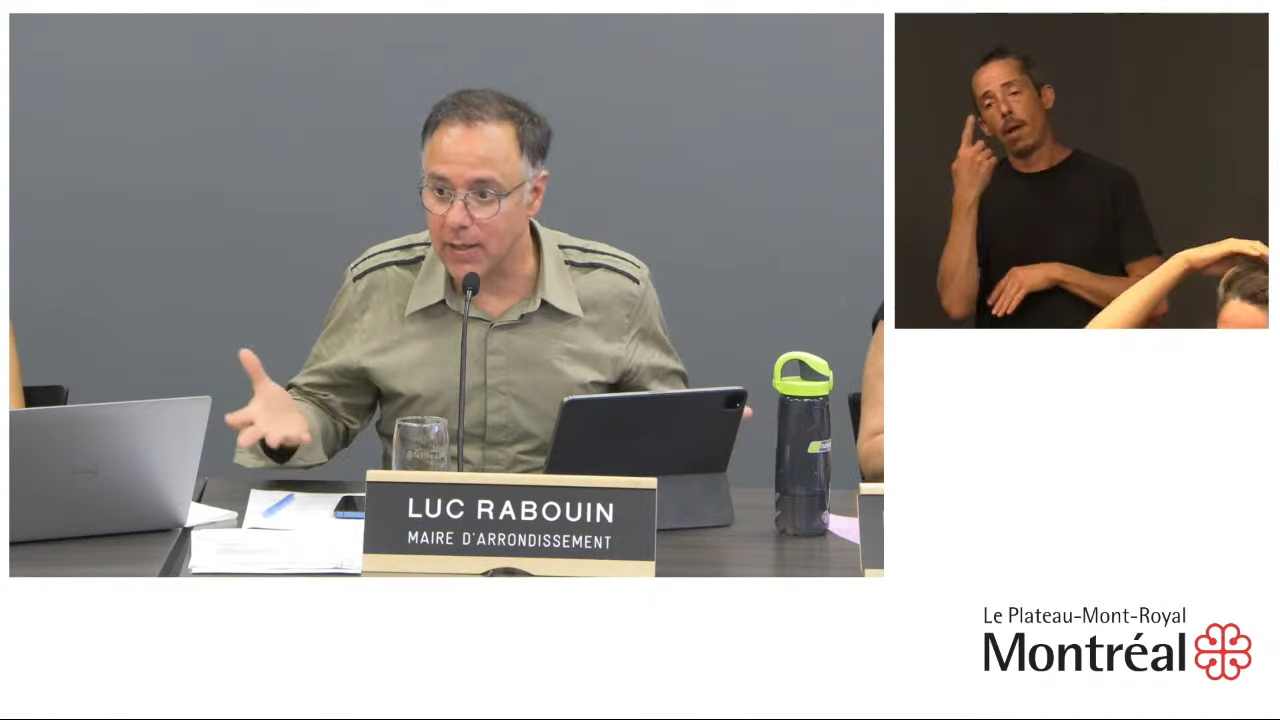 LUC RABOUIN
MAIRE D'ARRONDISSEMENT
Le Plateau-Mont-Royal
Montréal